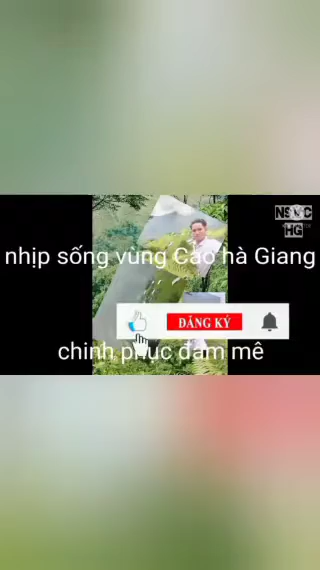 NSVC
HG
nhịp sống vùng Cao hà Giang
ĐĂNG KÝ
chinh phục đam mê